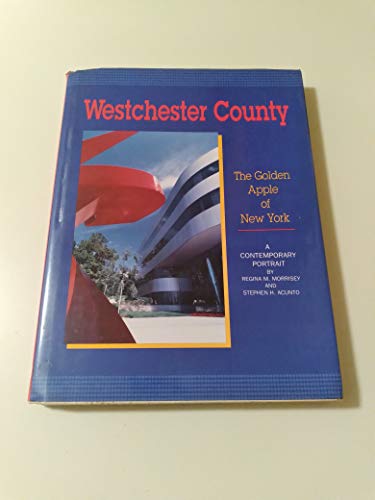 Westchester County
The Golden
Apple
of
New York
A
CONTEMPORARY
PORTRAIT
BY
REGINA M. MORRISEY
AND
STEPHEN H. ACUNTO